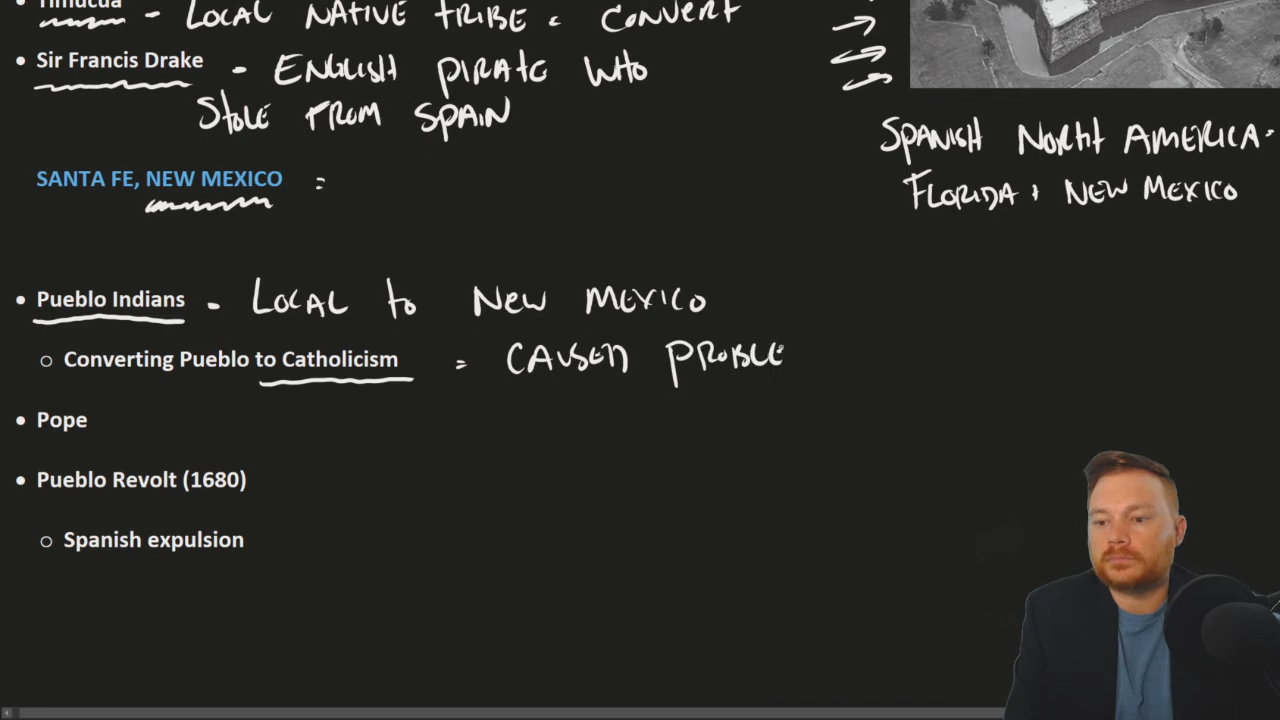 Timucua - LOCAL NATIVE TRIBE = CONVERT
• Sir Francis Drake - ENGLISH PIRATE WHO
STOLE FROM SPAIN
SPANISH NORTH AMERICA =
FLORIDA + NEW MEXICO
SANTA FE, NEW MEXICO =
• Pueblo Indians - LOCAL to NEW MEXICO
○ Converting Pueblo to Catholicism = CAUSED PROBLE
• Pope
• Pueblo Revolt (1680)
○ Spanish expulsion